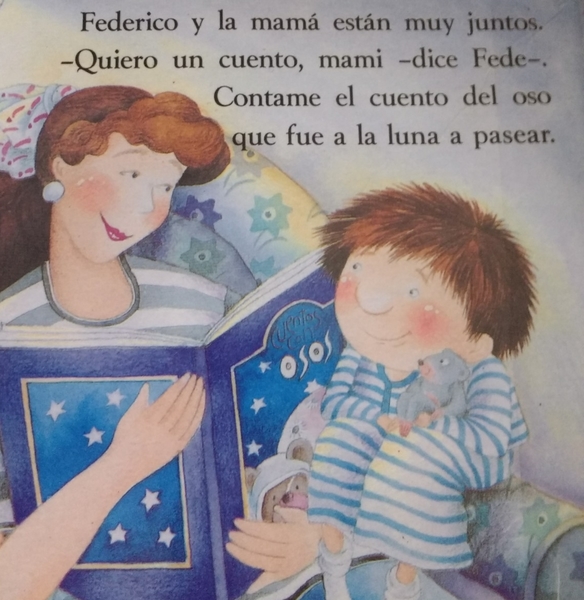 Federico y la mamá están muy juntos.
–Quiero un cuento, mami –dice Fede–.
Contame el cuento del oso
que fue a la luna a pasear.
OSOS